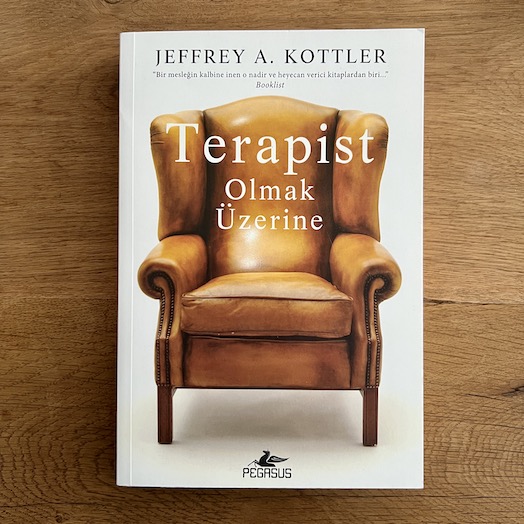 JEFFREY A. KOTTLER
"Bir mesleğin kalbine inen o nadir ve heyecan verici kitaplardan biri..."
Booklist
Terapist
Olmak
Üzerine
PEGASUS